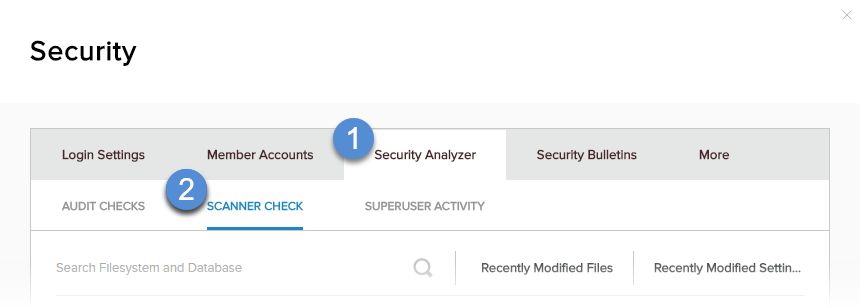 Security
1
Login Settings Member Accounts Security Analyzer Security Bulletins More
2
AUDIT CHECKS SCANNER CHECK SUPERUSER ACTIVITY
Search Filesystem and Database Recently Modified Files Recently Modified Settin...